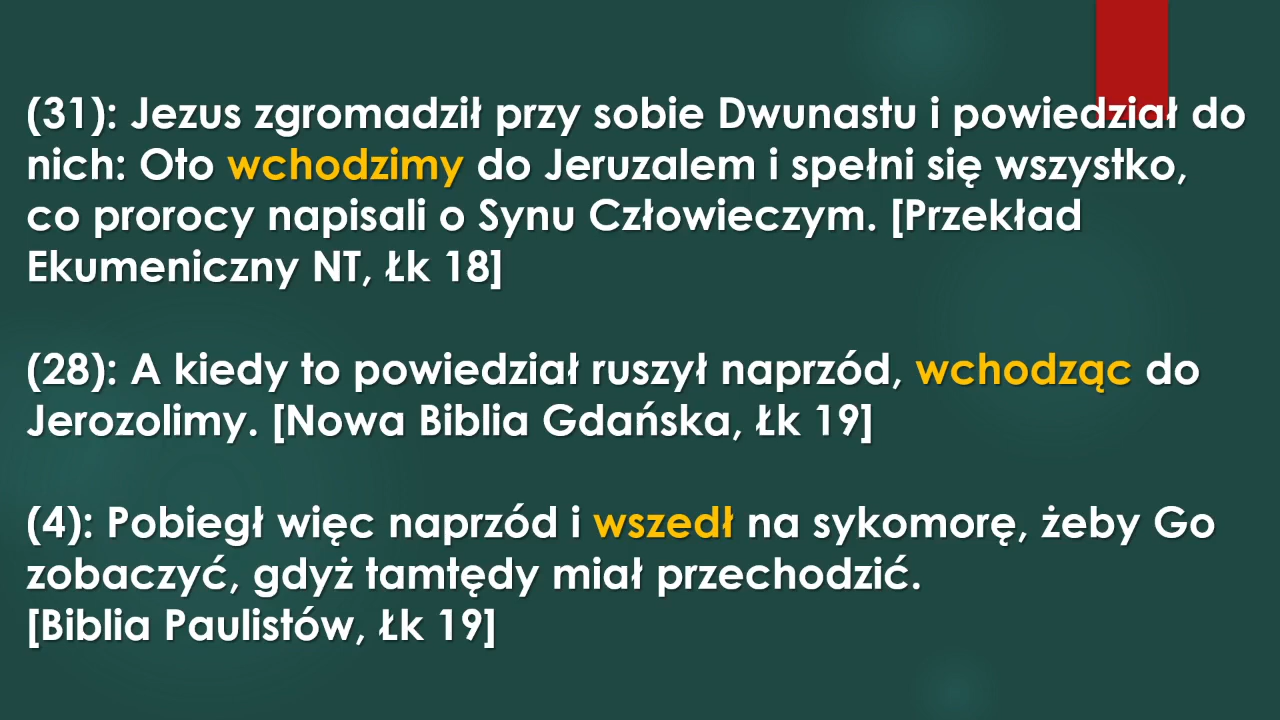 (31): Jezus zgromadził przy sobie Dwunastu i powiedział do
nich: Oto wchodzimy do Jeruzalem i spełni się wszystko,
co prorocy napisali o Synu Człowieczym. [Przekład
Ekumeniczny NT, Łk 18]
(28): A kiedy to powiedział ruszył naprzód, wchodząc do
Jerozolimy. [Nowa Biblia Gdańska, Łk 19]
(4): Pobiegł więc naprzód i wszedł na sykomorę, żeby Go
zobaczyć, gdyż tamtędy miał przechodzić.
[Biblia Paulistów, Łk 19]